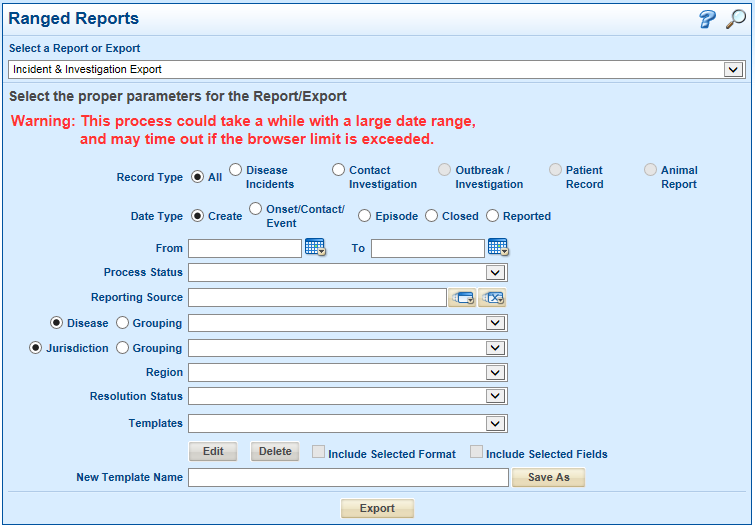 Ranged Reports
Select a Report or Export
Incident & Investigation Export
Select the proper parameters for the Report/Export
Warning: This process could take a while with a large date range,
and may time out if the browser limit is exceeded.
Record Type All Disease Incidents Contact Investigation Outbreak / Investigation Patient Record Animal Report
Date Type Create Onset/Contact/ Event Episode Closed Reported
From To
Process Status
Reporting Source
Disease Grouping
Jurisdiction Grouping
Region
Resolution Status
Templates
Edit Delete Include Selected Format Include Selected Fields
New Template Name Save As
Export